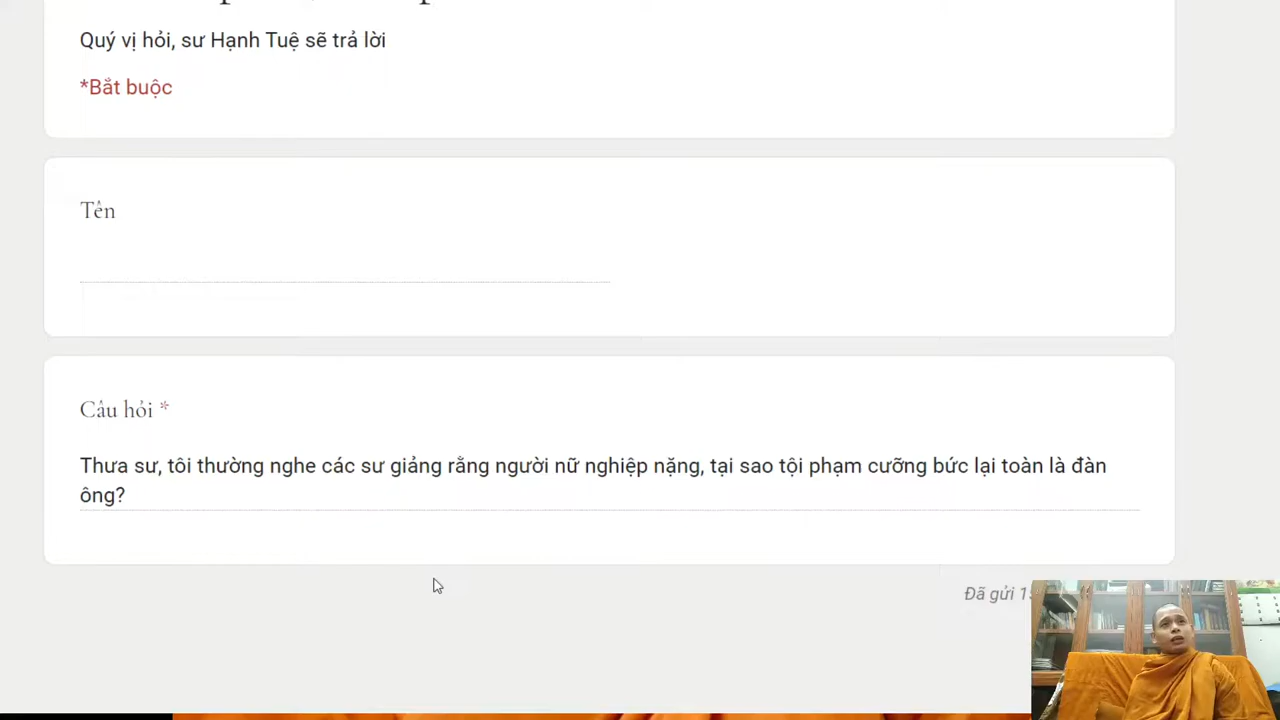 Quý vị hỏi, sư Hạnh Tuệ sẽ trả lời
*Bắt buộc
Tên
Câu hỏi *
Thưa sư, tôi thường nghe các sư giảng rằng người nữ nghiệp nặng, tại sao tội phạm cưỡng bức lại toàn là đàn
ông?
Đã gửi